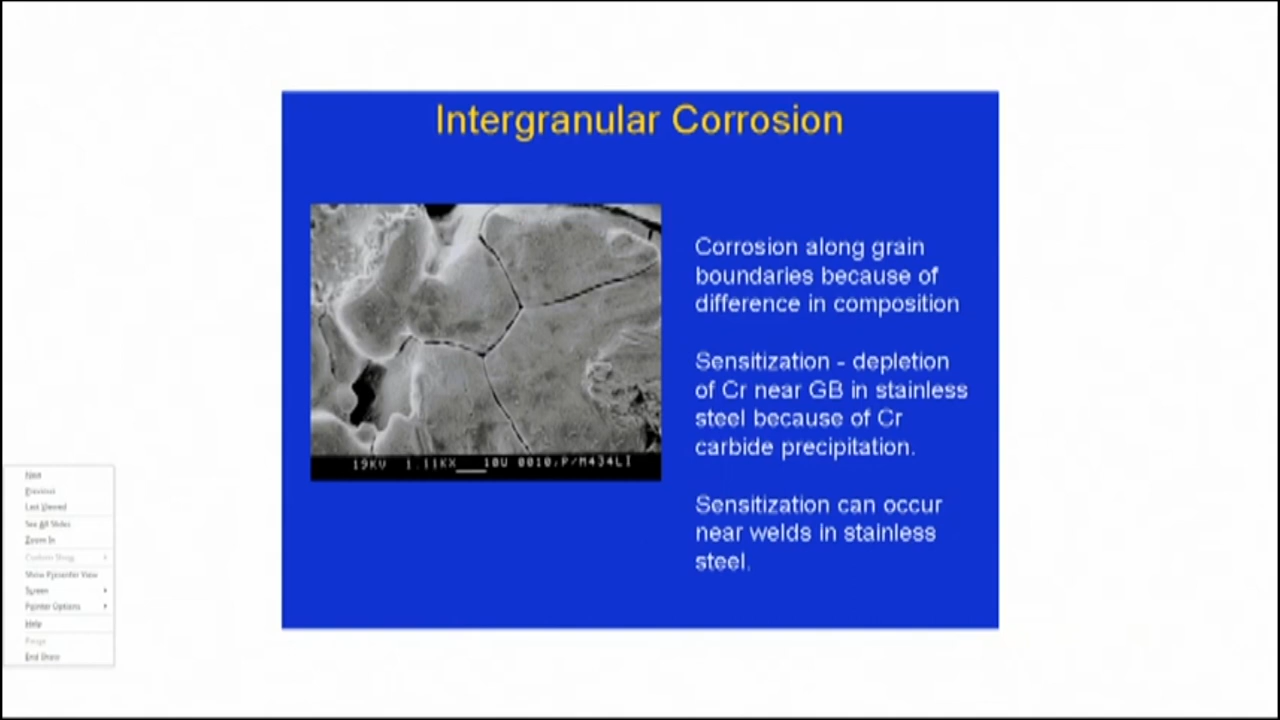 Intergranular Corrosion
Corrosion along grain
boundaries because of
difference in composition
Sensitization - depletion
of Cr near GB in stainless
steel because of Cr
carbide precipitation.
Sensitization can occur
near welds in stainless
steel.
19KV 1.11KX 10U 0010,P/M434LI
Next
Previous
Last Viewed
See All Slides
Zoom In
Custom Show
Show Presenter View
Screen
Pointer Options
Help
Pause
End Show